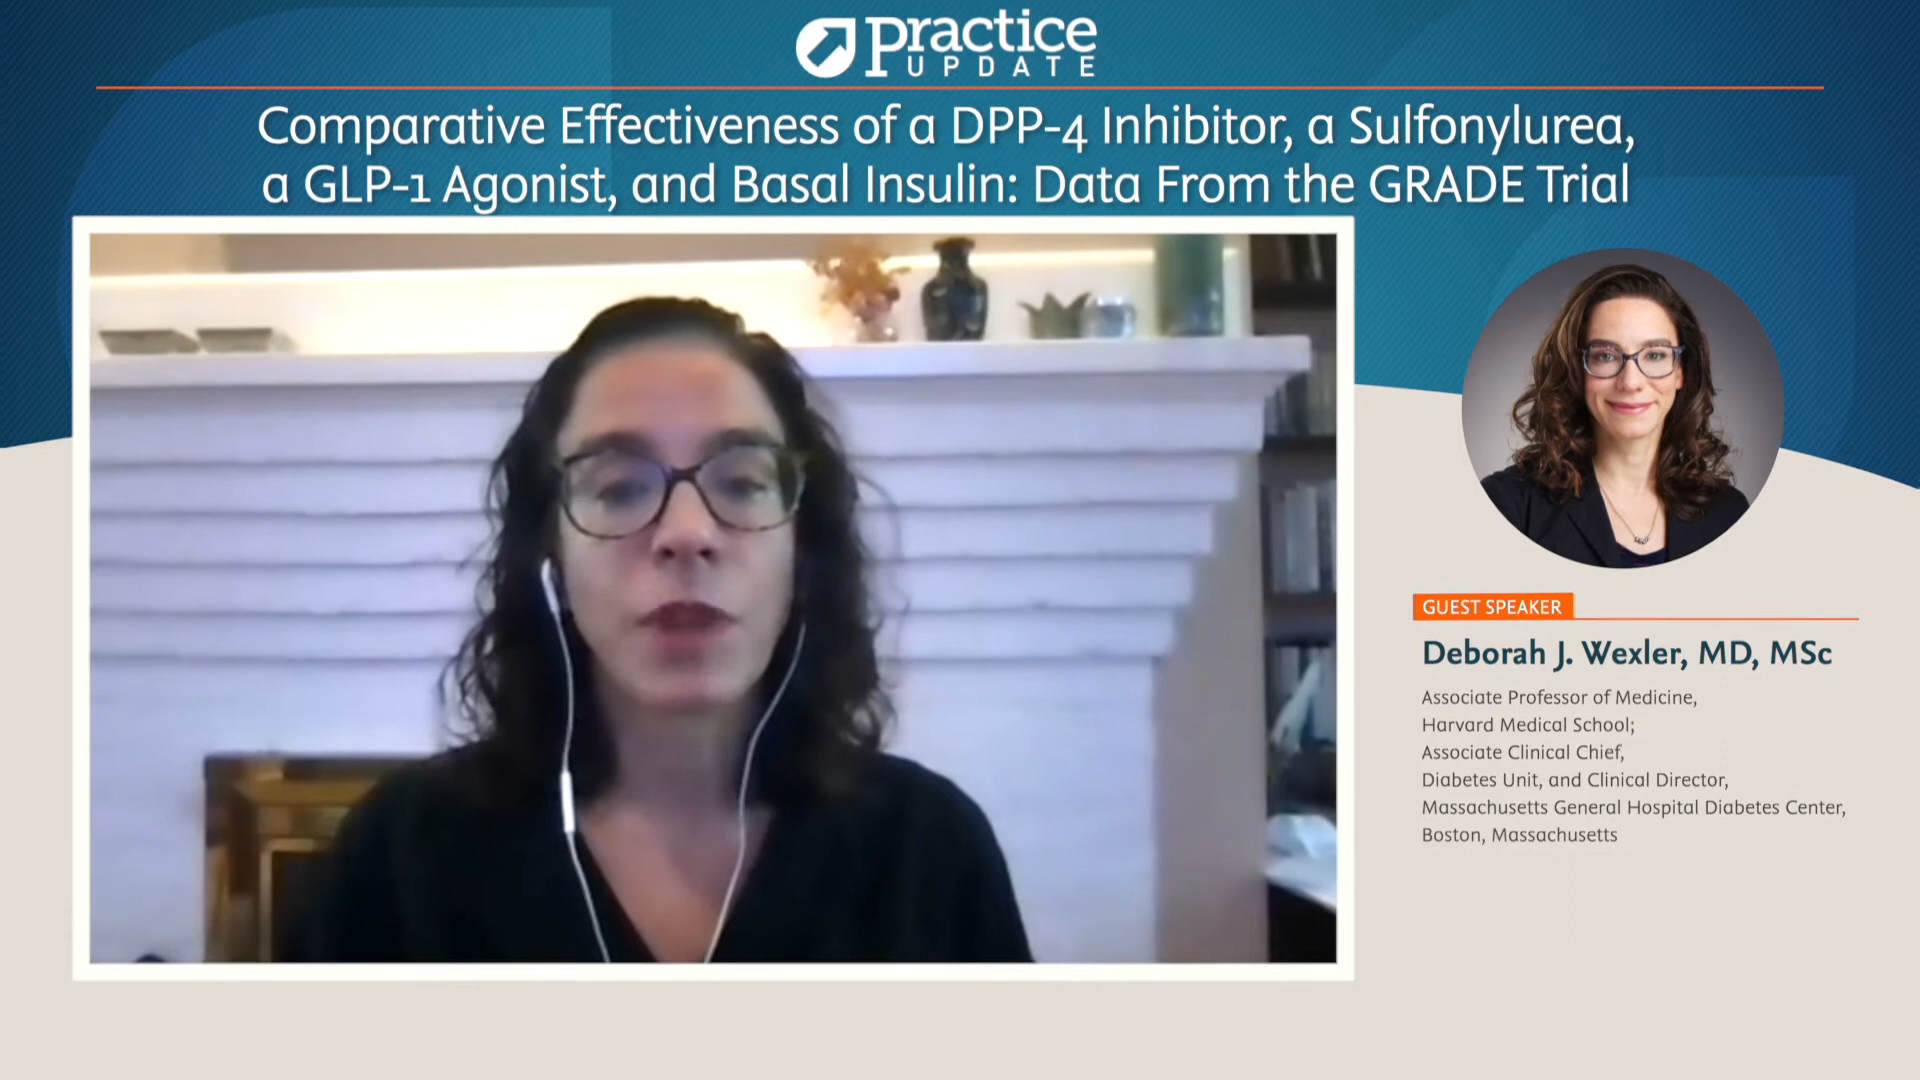 Practice
UPDATE
Comparative Effectiveness of a DPP-4 Inhibitor, a Sulfonylurea,
a GLP-1 Agonist, and Basal Insulin: Data From the GRADE Trial
GUEST SPEAKER
Deborah J. Wexler, MD, MSc
Associate Professor of Medicine,
Harvard Medical School;
Associate Clinical Chief,
Diabetes Unit, and Clinical Director,
Massachusetts General Hospital Diabetes Center,
Boston, Massachusetts